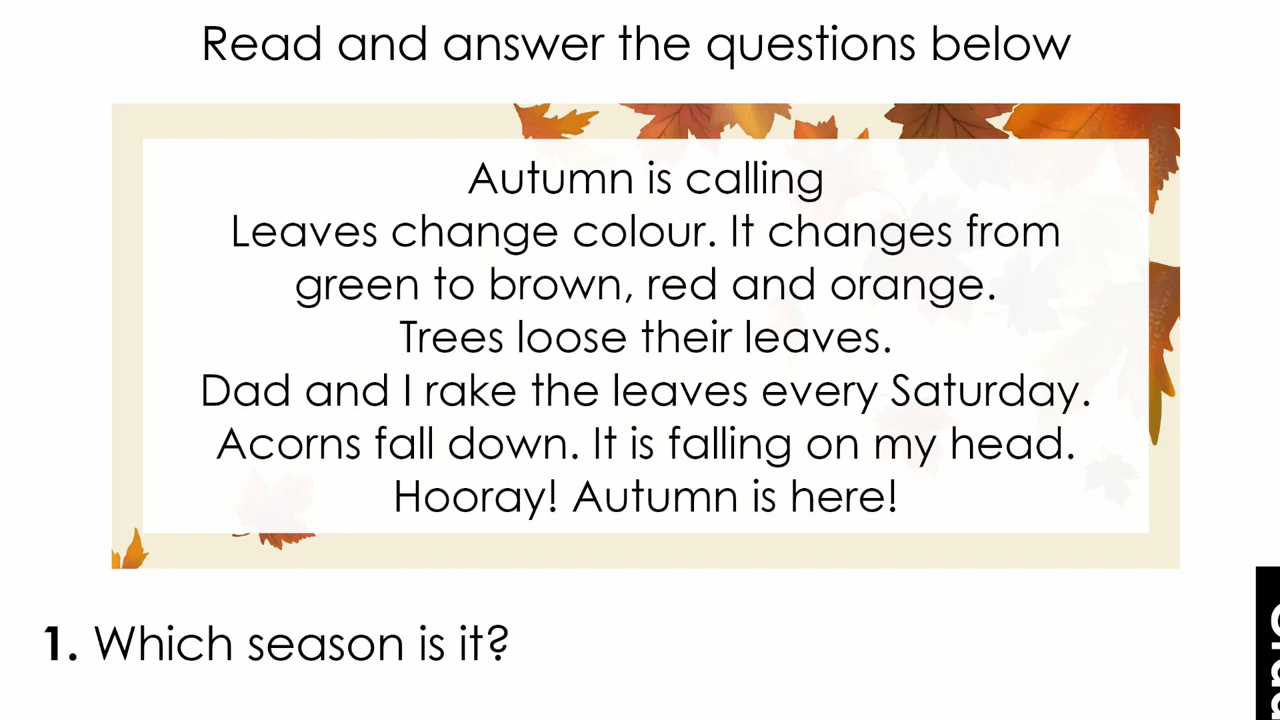 Read and answer the questions below
Autumn is calling
Leaves change colour. It changes from
green to brown, red and orange.
Trees loose their leaves.
Dad and I rake the leaves every Saturday.
Acorns fall down. It is falling on my head.
Hooray! Autumn is here!
1. Which season is it?